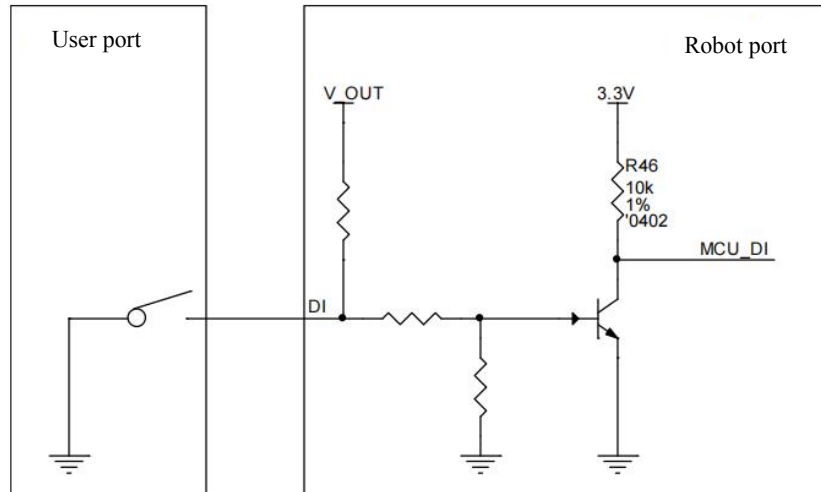 User port
Robot port
V_OUT
3.3V
R46
10k
1%
'0402
MCU_DI
DI